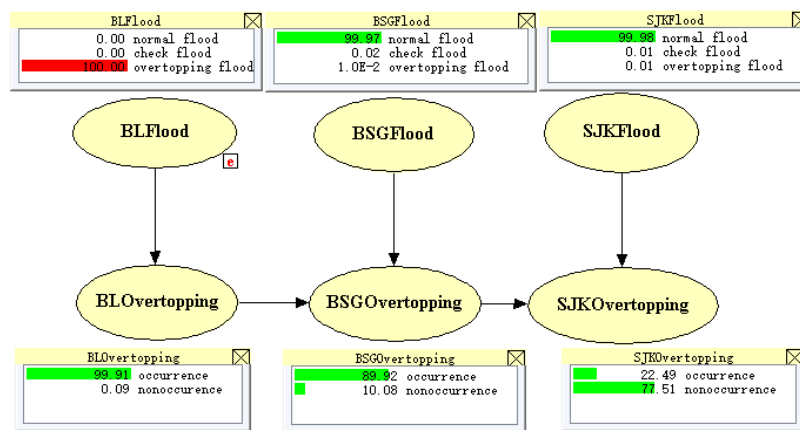 BLFlood
0.00 normal flood
0.00 check flood
100.00 overtopping flood
BSGFlood
99.97 normal flood
0.02 check flood
1.0E-2 overtopping flood
SJKFlood
99.98 normal flood
0.01 check flood
0.01 overtopping flood
BLFlood
e
BSGFlood
SJKFlood
BLOvertopping
BSGOvertopping
SJKOvertopping
BLOvertopping
99.91 occurrence
0.09 nonoccurence
BSGOvertopping
89.92 occurrence
10.08 nonoccurrence
SJKOvertopping
22.49 occurrence
77.51 nonoccurrence